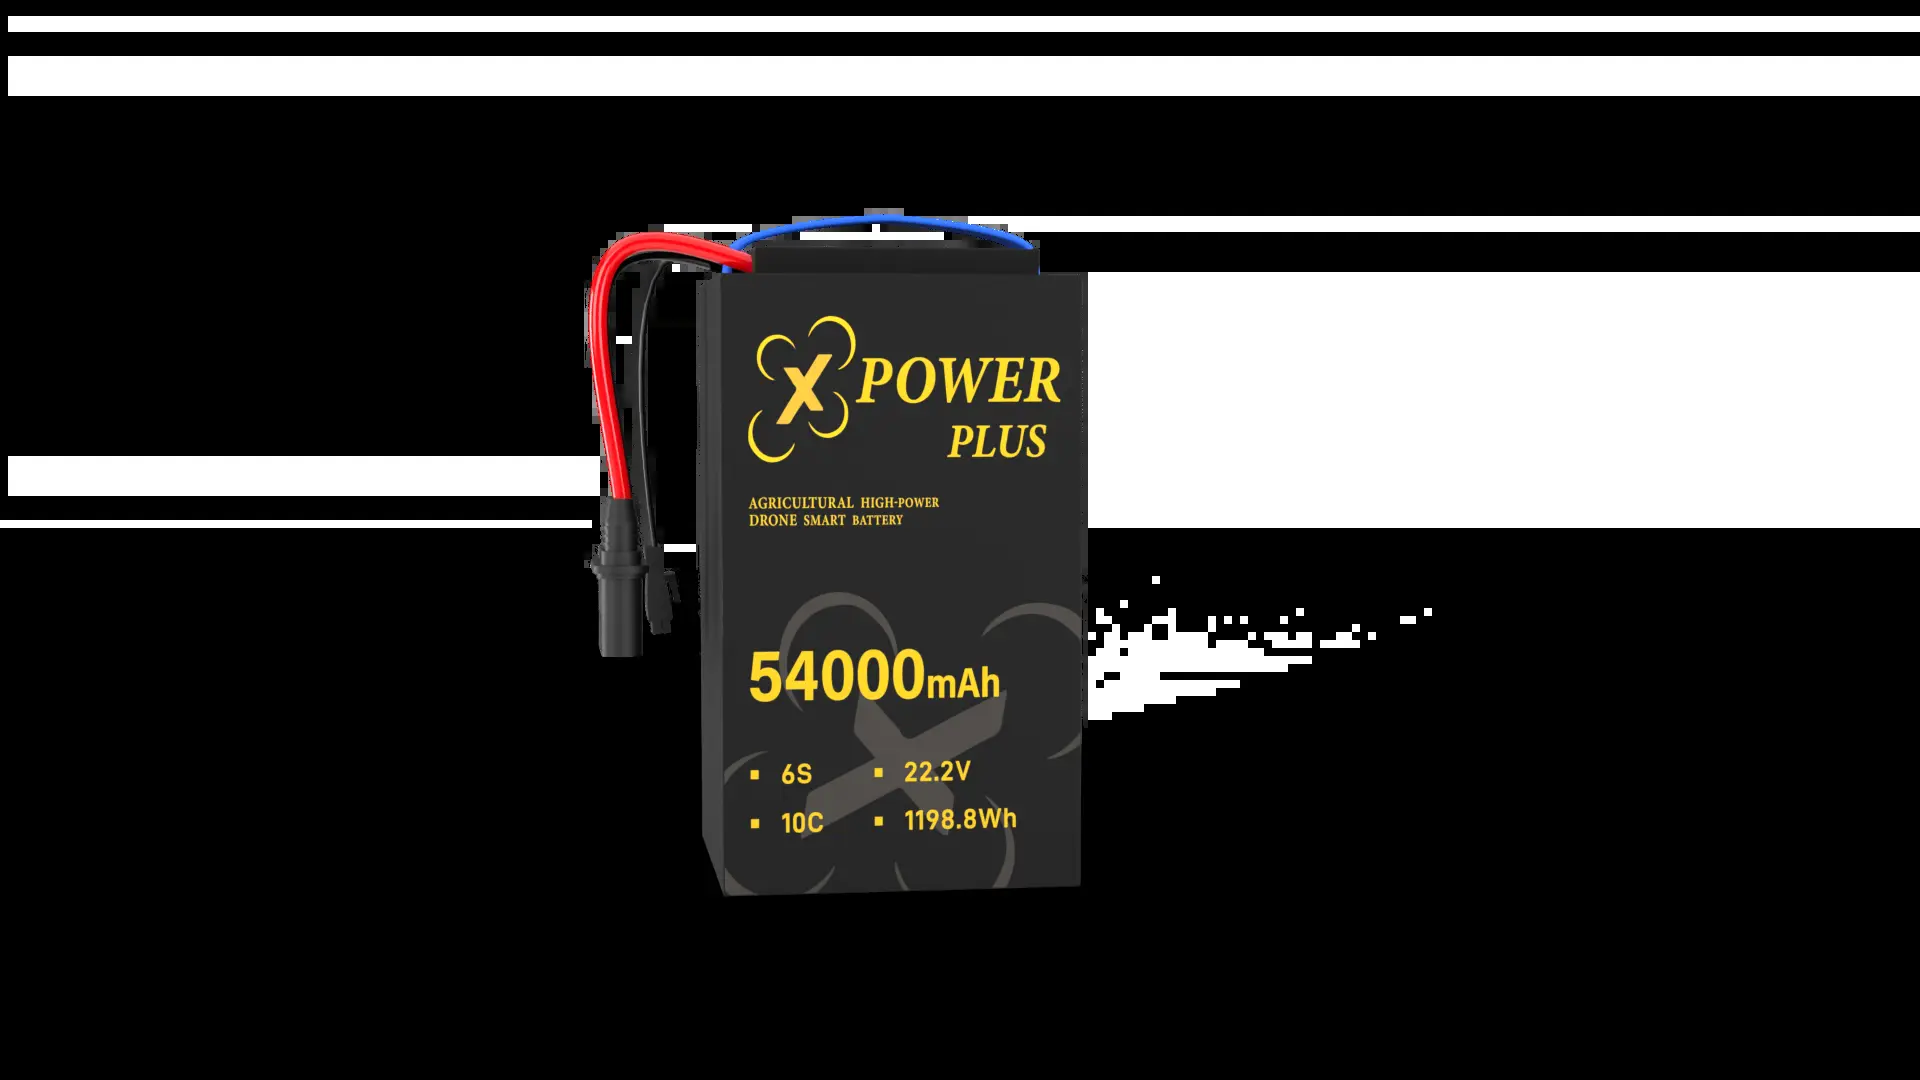 X POWER
PLUS
AGRICULTURAL HIGH-POWER
DRONE SMART BATTERY
54000mAh
▪ 6S ▪ 22.2V
▪ 10C ▪ 1198.8Wh